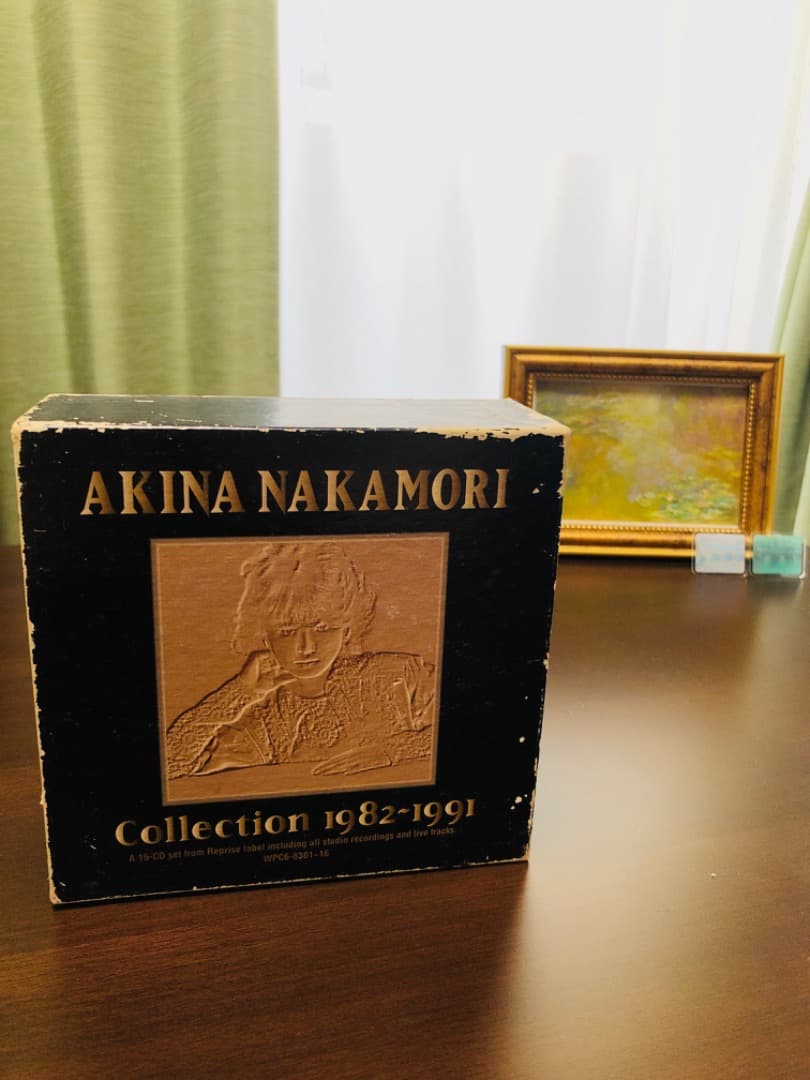 AKINA NAKAMORI
Collection 1982~1991
A 16-CD set from Reprise label including all studio recordings and live tracks.
WPC6-8301~16